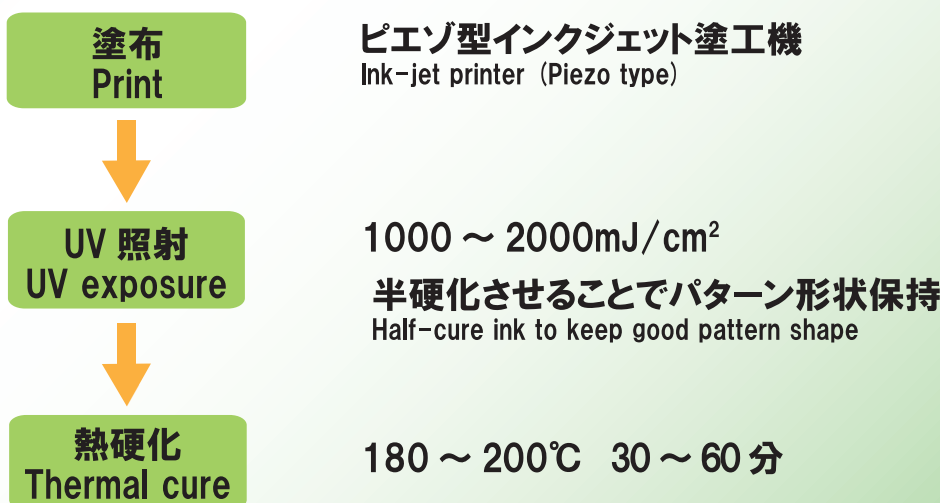 塗布
Print
ピエゾ型インクジェット塗工機
Ink-jet printer (Piezo type)
UV 照射
UV exposure
1000 ～ 2000mJ/cm²
半硬化させることでパターン形状保持
Half-cure ink to keep good pattern shape
熱硬化
Thermal cure
180 ～ 200℃ 30 ～ 60 分